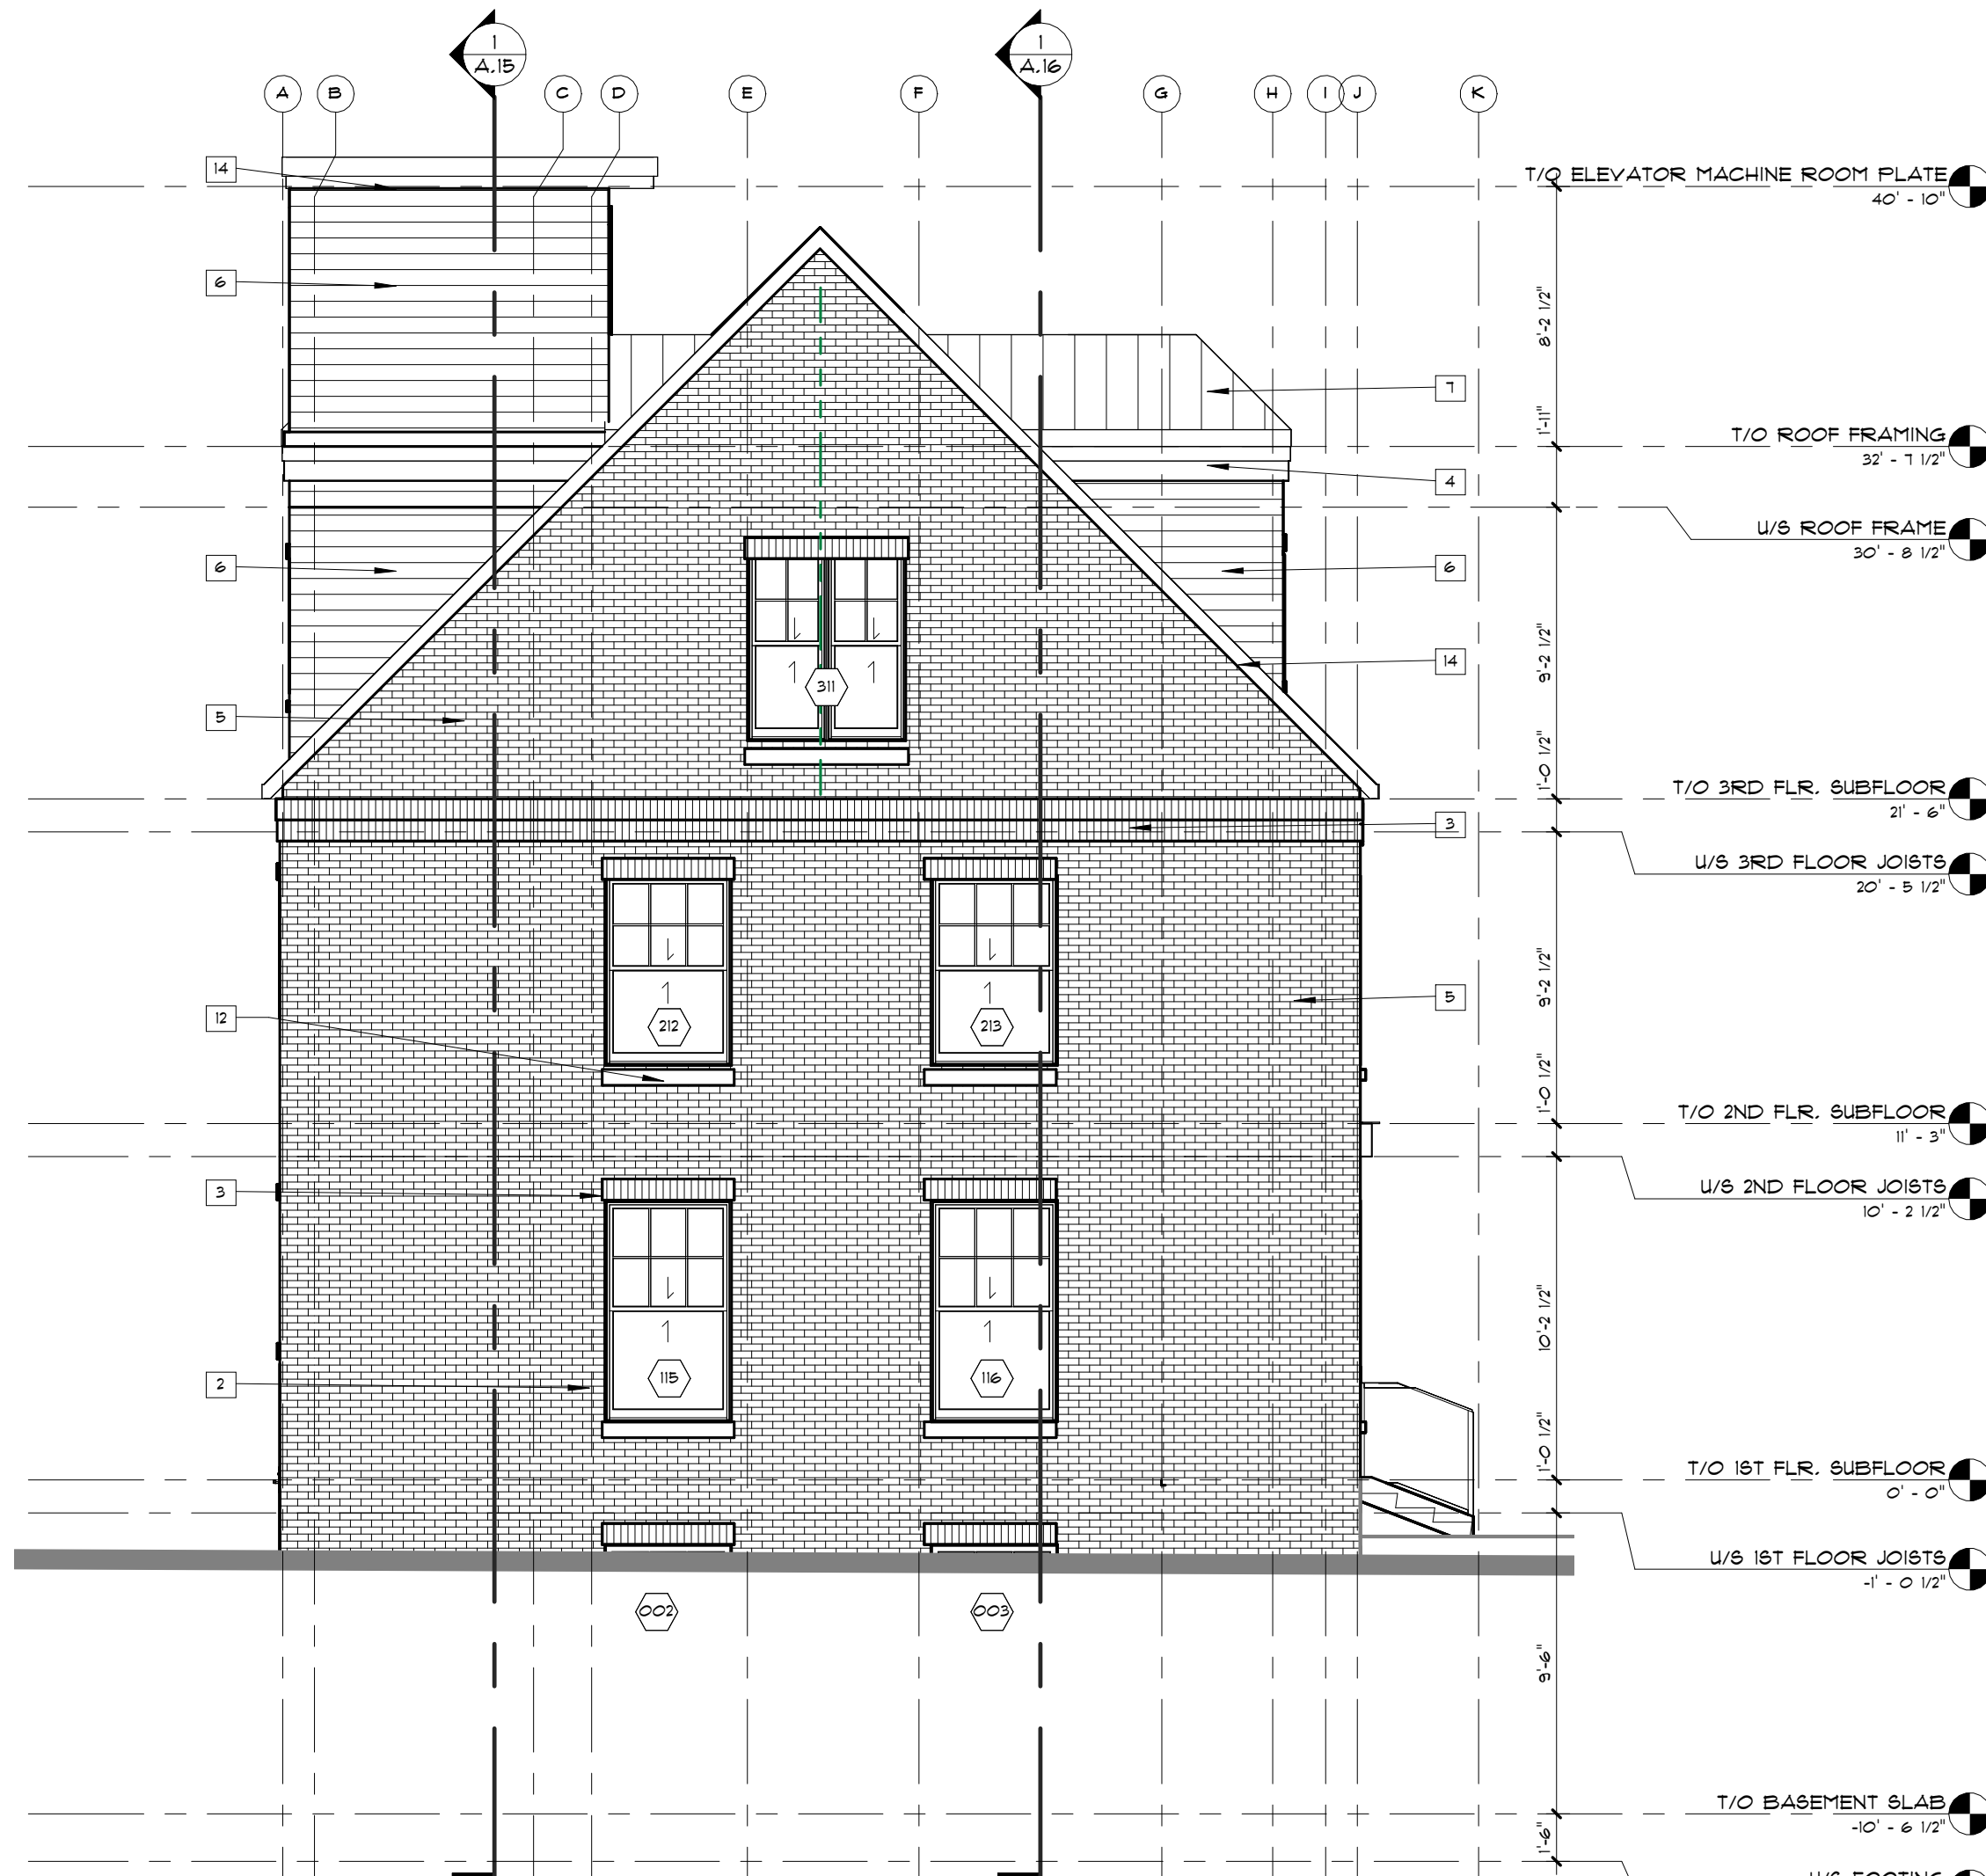 1
A.15
1
A.16
A B C D E F G H I J K
14
T/O ELEVATOR MACHINE ROOM PLATE
40' - 10"
6
8'-2 1/2"
7
1'-11"
T/O ROOF FRAMING
32' - 7 1/2"
4
U/S ROOF FRAME
30' - 8 1/2"
6
6
9'-2 1/2"
14
311
5
1'-0 1/2"
T/O 3RD FLR. SUBFLOOR
21' - 6"
3
U/S 3RD FLOOR JOISTS
20' - 5 1/2"
9'-2 1/2"
5
12
212
213
1'-0 1/2"
T/O 2ND FLR. SUBFLOOR
11' - 3"
3
U/S 2ND FLOOR JOISTS
10' - 2 1/2"
10'-2 1/2"
2
115
116
1'-0 1/2"
T/O 1ST FLR. SUBFLOOR
0' - 0"
U/S 1ST FLOOR JOISTS
-1' - 0 1/2"
002
003
9'-6"
T/O BASEMENT SLAB
-10' - 6 1/2"
1'-6"
U/S FOOTING